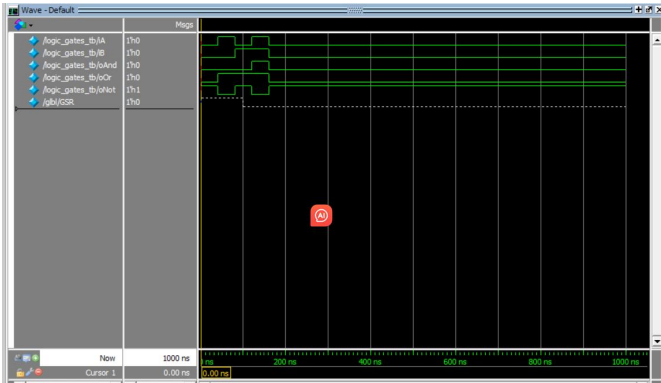 Wave - Default
Msgs
/logic_gates_tb/iA 1'h0
/logic_gates_tb/iB 1'h0
/logic_gates_tb/oAnd 1'h0
/logic_gates_tb/oOr 1'h0
/logic_gates_tb/oNot 1'h1
/glbl/GSR 1'h0
AI
Now 1000 ns
ns 200 ns 400 ns 600 ns 800 ns 1000 ns
Cursor 1 0.00 ns 0.00 ns